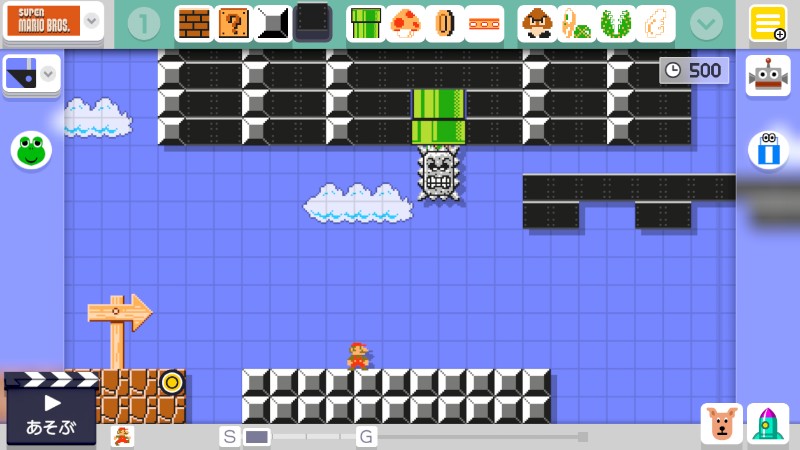 SUPER
MARIO BROS.
1
?
500
あそぶ
S
G